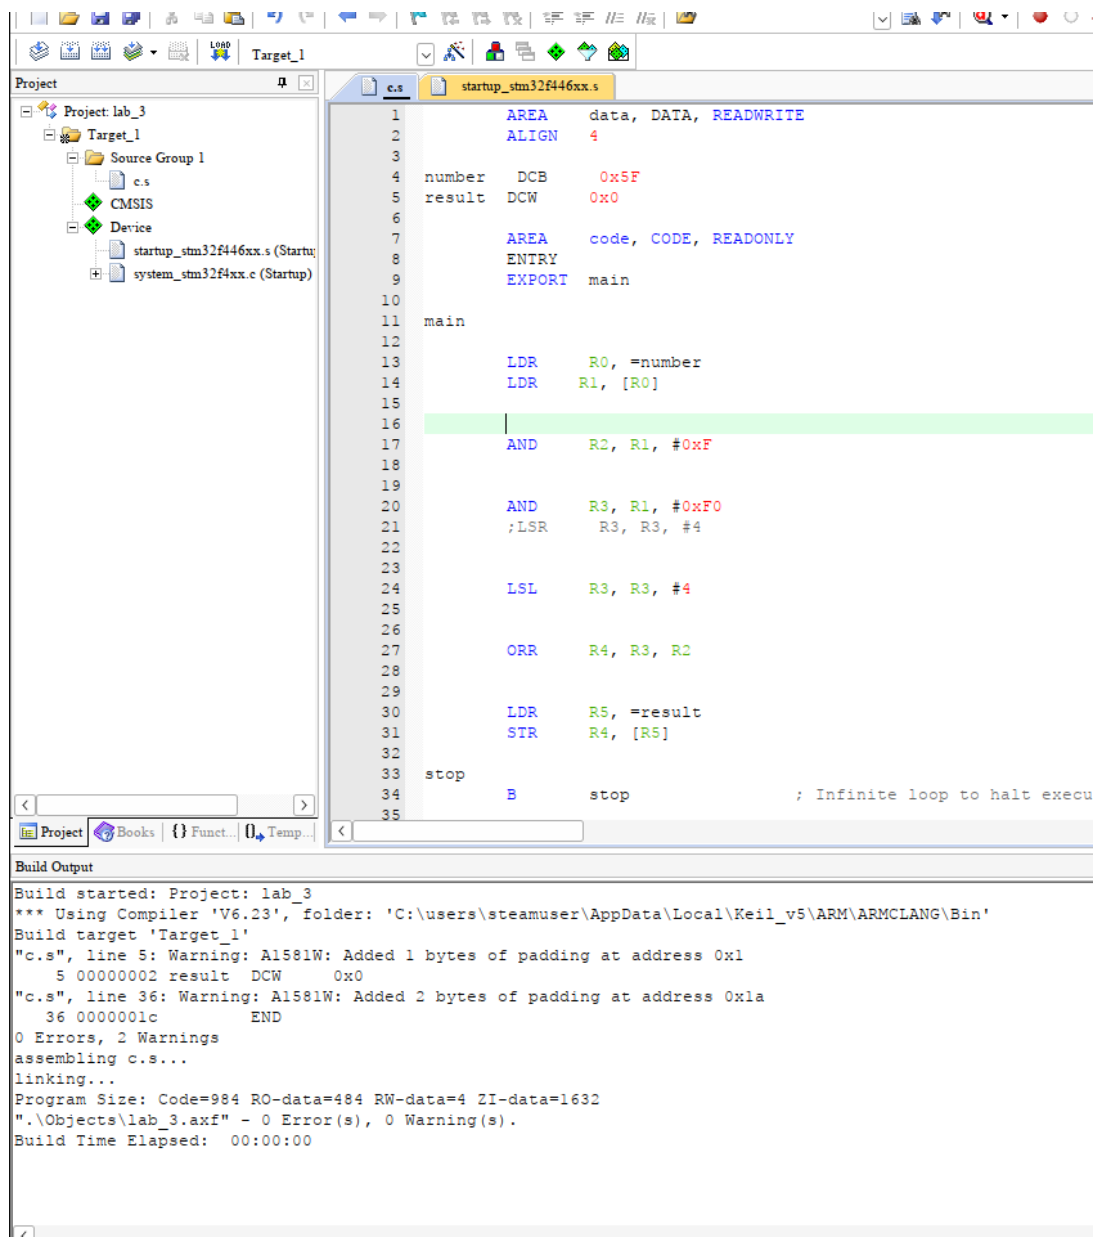 Target_1
Project
c.s
startup_stm32f446xx.s
Project: lab_3
Target_1
Source Group 1
c.s
CMSIS
Device
startup_stm32f446xx.s (Startu
system_stm32f4xx.c (Startup)
1 AREA data, DATA, READWRITE
2 ALIGN 4
3
4 number DCB 0x5F
5 result DCW 0x0
6
7 AREA code, CODE, READONLY
8 ENTRY
9 EXPORT main
10
11 main
12
13 LDR R0, =number
14 LDR R1, [R0]
15
16
17 AND R2, R1, #0xF
18
19
20 AND R3, R1, #0xF0
21 ;LSR R3, R3, #4
22
23
24 LSL R3, R3, #4
25
26
27 ORR R4, R3, R2
28
29
30 LDR R5, =result
31 STR R4, [R5]
32
33 stop
34 B stop ; Infinite loop to halt execu
35
Project Books {} Funct... Temp...
Build Output
Build started: Project: lab_3
*** Using Compiler 'V6.23', folder: 'C:\users\steamuser\AppData\Local\Keil_v5\ARM\ARMCLANG\Bin'
Build target 'Target_1'
"c.s", line 5: Warning: A1581W: Added 1 bytes of padding at address 0x1
5 00000002 result DCW 0x0
"c.s", line 36: Warning: A1581W: Added 2 bytes of padding at address 0x1a
36 0000001c END
0 Errors, 2 Warnings
assembling c.s...
linking...
Program Size: Code=984 RO-data=484 RW-data=4 ZI-data=1632
".\Objects\lab_3.axf" - 0 Error(s), 0 Warning(s).
Build Time Elapsed: 00:00:00